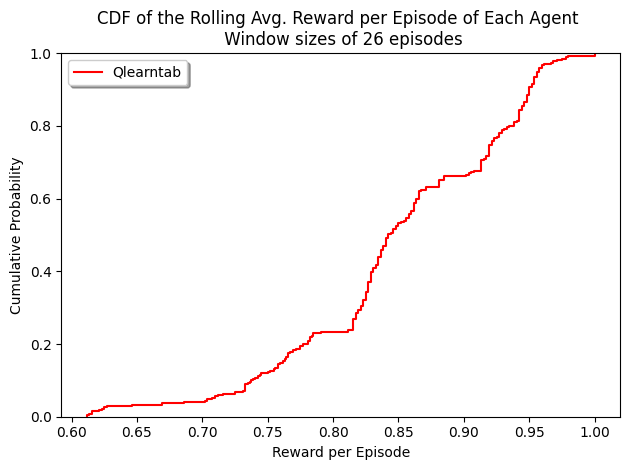 CDF of the Rolling Avg. Reward per Episode of Each Agent
Window sizes of 26 episodes
Qlearntab
Cumulative Probability
1.0
0.8
0.6
0.4
0.2
0.0
0.60 0.65 0.70 0.75 0.80 0.85 0.90 0.95 1.00
Reward per Episode